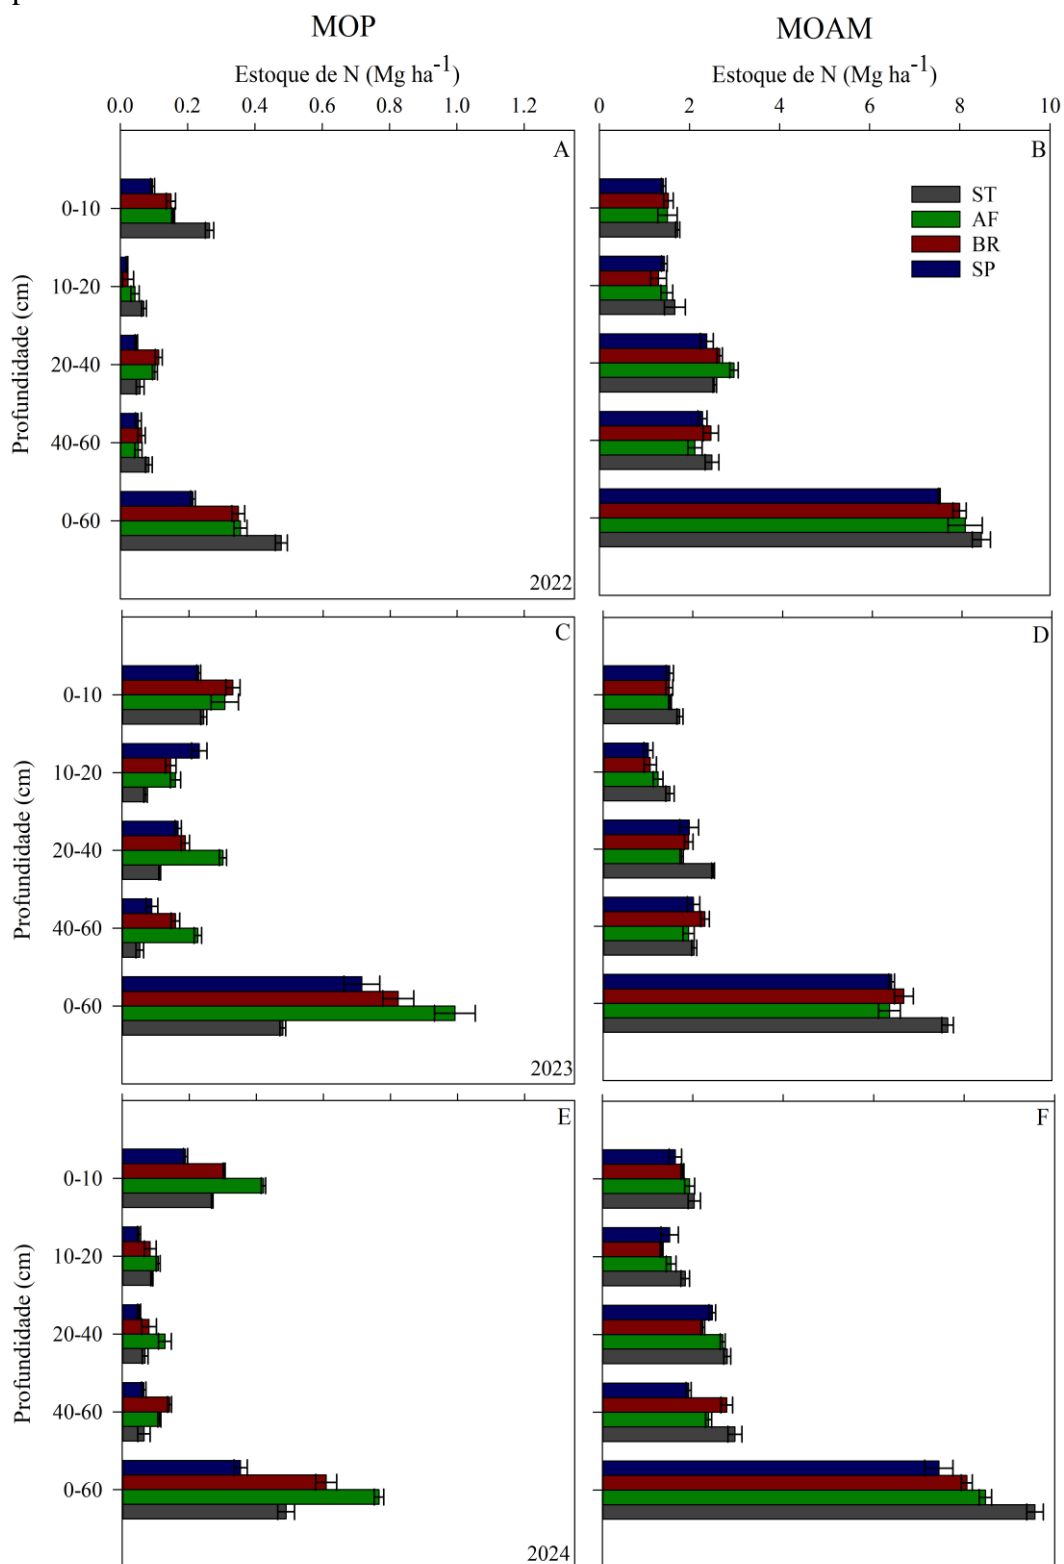 MOP MOAM
Estoque de N (Mg ha-1) Estoque de N (Mg ha-1)
0.0 0.2 0.4 0.6 0.8 1.0 1.2 0 2 4 6 8 10
A B
ST
AF
BR
SP
Profundidade (cm)
0-10
10-20
20-40
40-60
0-60
2022
C D
Profundidade (cm)
0-10
10-20
20-40
40-60
0-60
2023
E F
Profundidade (cm)
0-10
10-20
20-40
40-60
0-60
2024